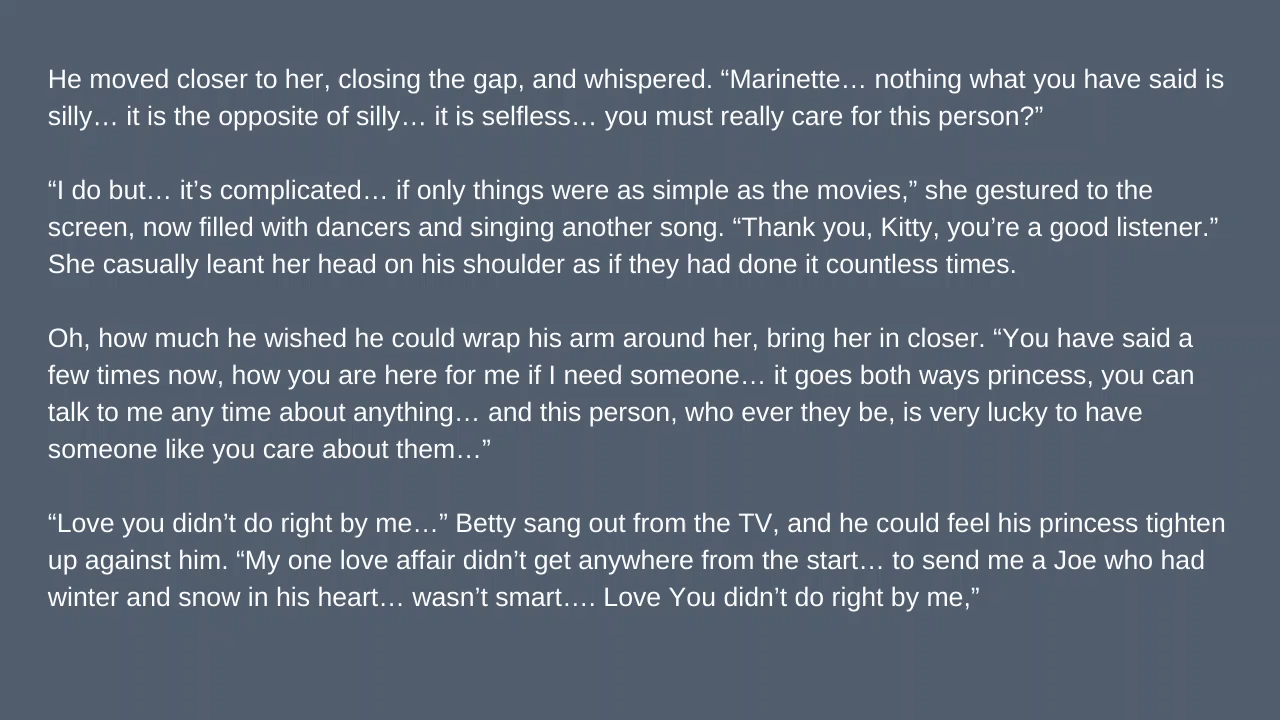 He moved closer to her, closing the gap, and whispered. “Marinette… nothing what you have said is
silly… it is the opposite of silly… it is selfless… you must really care for this person?”
“I do but… it’s complicated… if only things were as simple as the movies,” she gestured to the
screen, now filled with dancers and singing another song. “Thank you, Kitty, you’re a good listener.”
She casually leant her head on his shoulder as if they had done it countless times.
Oh, how much he wished he could wrap his arm around her, bring her in closer. “You have said a
few times now, how you are here for me if I need someone… it goes both ways princess, you can
talk to me any time about anything… and this person, who ever they be, is very lucky to have
someone like you care about them…”
“Love you didn’t do right by me…” Betty sang out from the TV, and he could feel his princess tighten
up against him. “My one love affair didn’t get anywhere from the start… to send me a Joe who had
winter and snow in his heart… wasn’t smart…. Love You didn’t do right by me,”